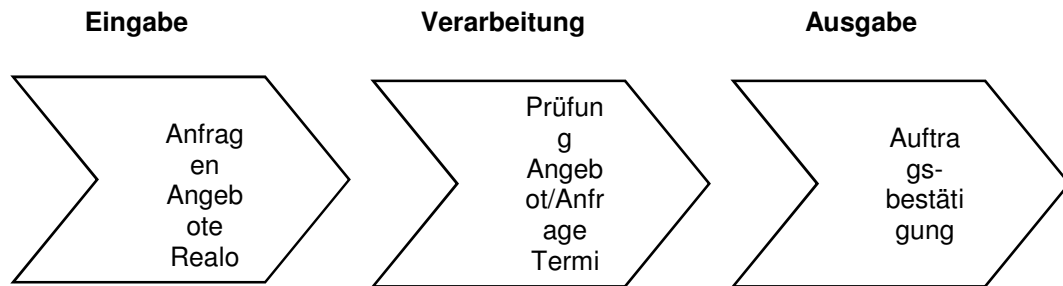 Eingabe Verarbeitung Ausgabe
Anfrag
en
Angeb
ote
Realo
Prüfun
g
Angeb
ot/Anfr
age
Termi
Auftra
gs-
bestäti
gung